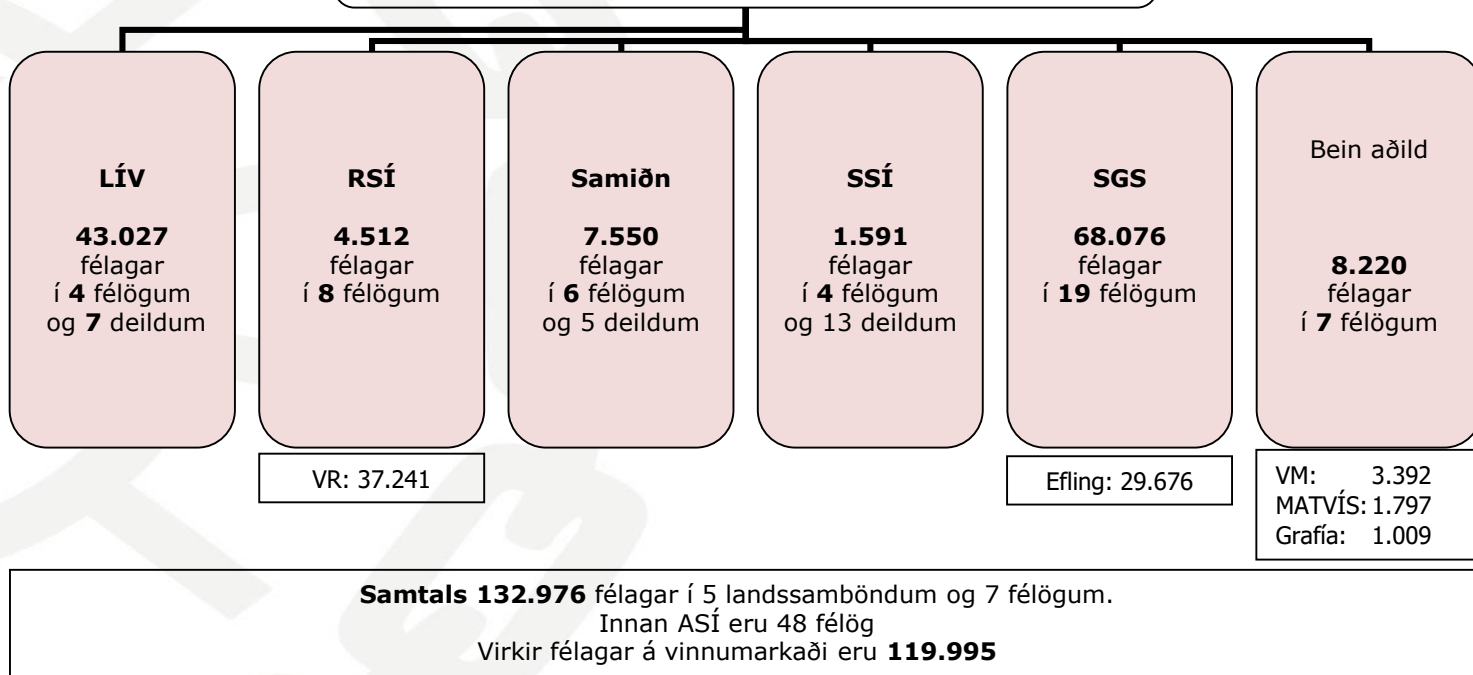 LÍV
43.027
félagar
í 4 félögum
og 7 deildum
RSÍ
4.512
félagar
í 8 félögum
Samiðn
7.550
félagar
í 6 félögum
og 5 deildum
SSÍ
1.591
félagar
í 4 félögum
og 13 deildum
SGS
68.076
félagar
í 19 félögum
Bein aðild
8.220
félagar
í 7 félögum
VR: 37.241
Efling: 29.676
VM: 3.392
MATVÍS: 1.797
Grafía: 1.009
Samtals 132.976 félagar í 5 landssamböndum og 7 félögum.
Innan ASÍ eru 48 félög
Virkir félagar á vinnumarkaði eru 119.995